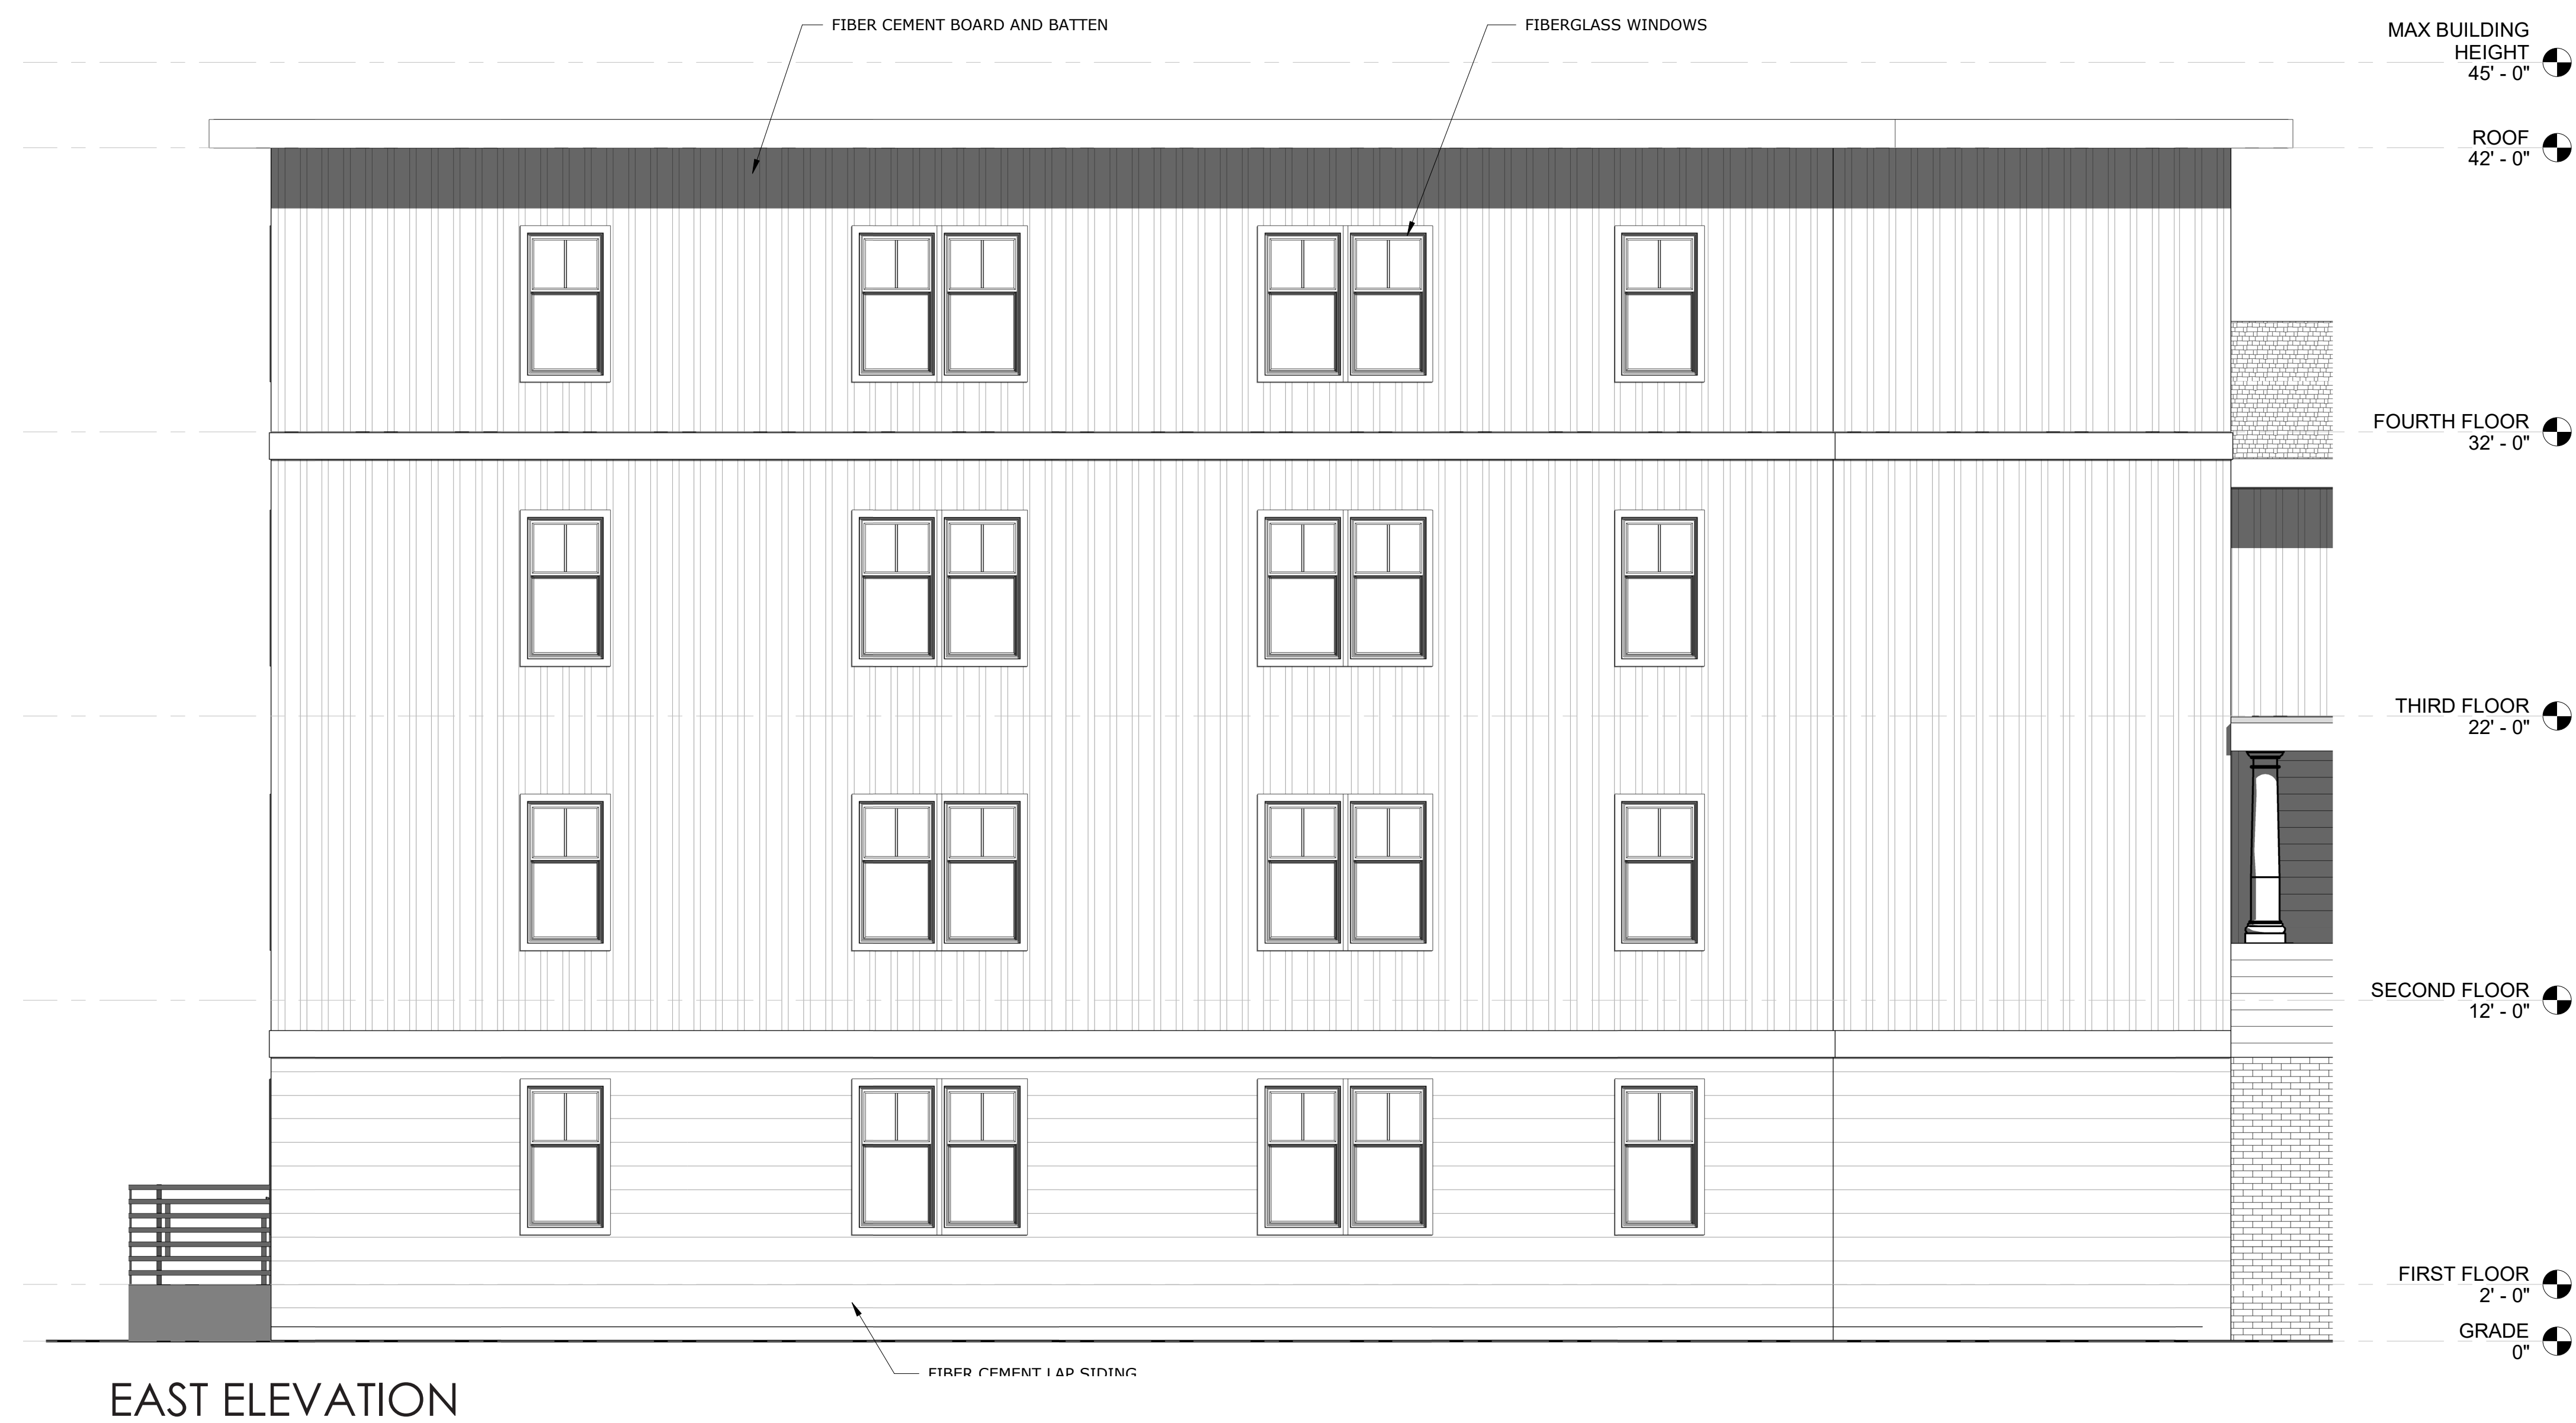 FIBER CEMENT BOARD AND BATTEN
FIBERGLASS WINDOWS
MAX BUILDING
HEIGHT
45' - 0"
ROOF
42' - 0"
FOURTH FLOOR
32' - 0"
THIRD FLOOR
22' - 0"
SECOND FLOOR
12' - 0"
FIRST FLOOR
2' - 0"
GRADE
0"
FIBER CEMENT LAP SIDING
EAST ELEVATION